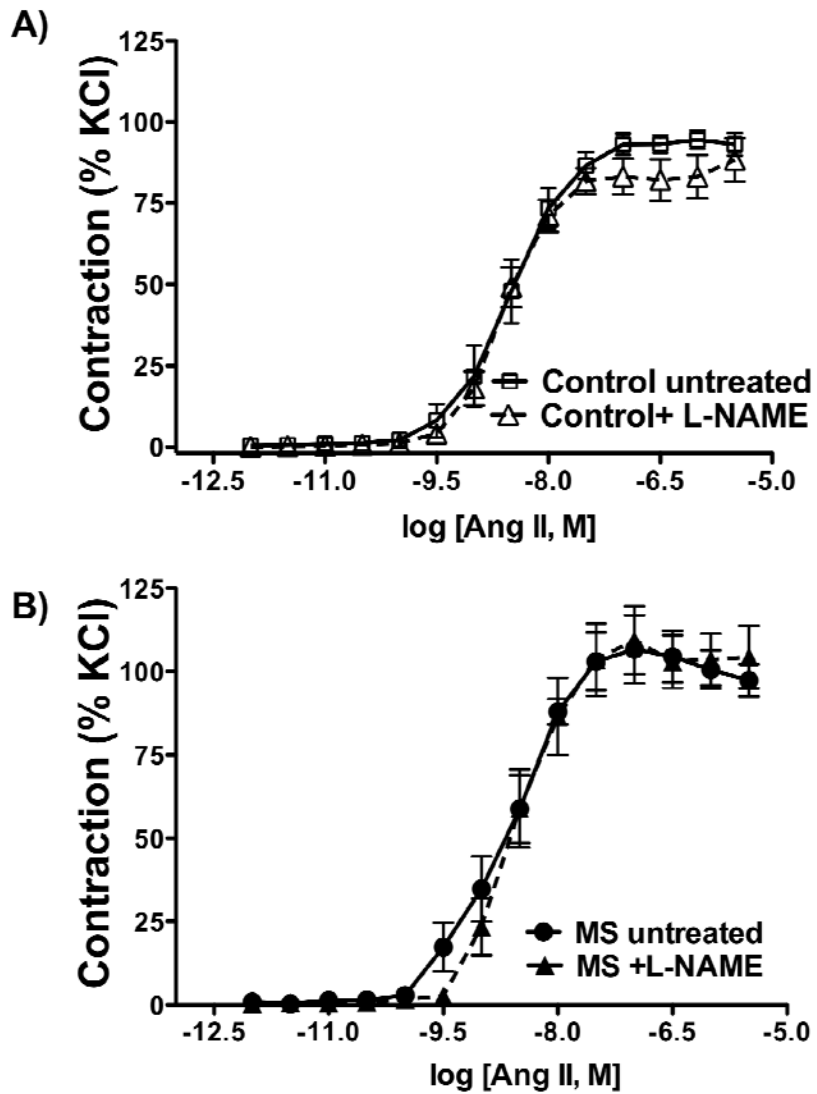 A)
Contraction (% KCl)
125
100
75
50
25
0
Control untreated
Control+ L-NAME
-12.5 -11.0 -9.5 -8.0 -6.5 -5.0
log [Ang II, M]
B)
Contraction (% KCl)
125
100
75
50
25
0
MS untreated
MS +L-NAME
-12.5 -11.0 -9.5 -8.0 -6.5 -5.0
log [Ang II, M]